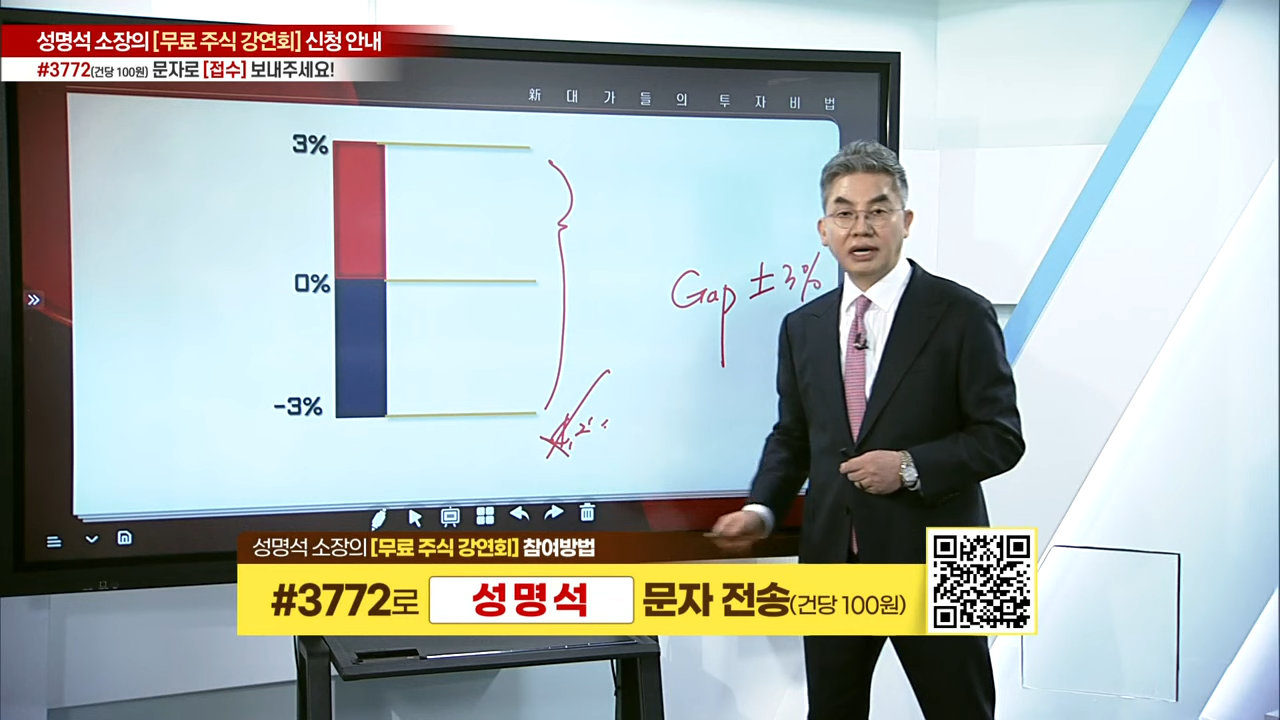 성명석 소장의 [무료 주식 강연회] 신청 안내
#3772(건당 100원) 문자로 [접수] 보내주세요!
新 대가들의 투자비법
3%
0%
-3%
Gap ± 3%
성명석 소장의 [무료 주식 강연회] 참여방법
#3772로 성명석 문자 전송(건당 100원)